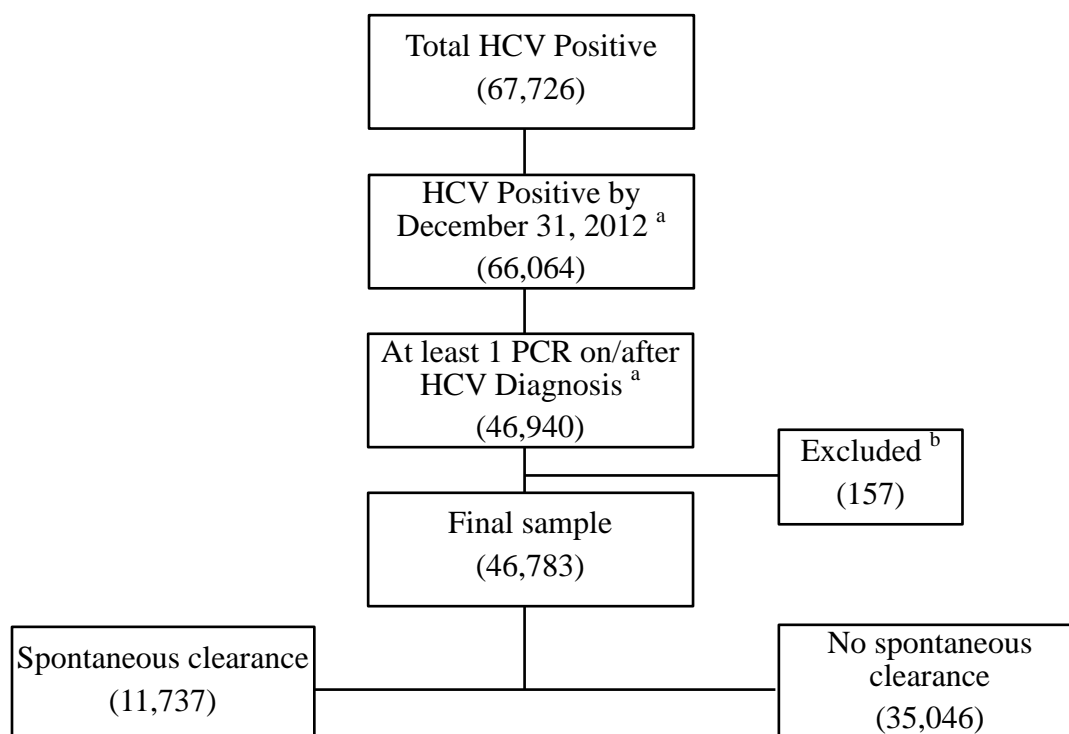 Total HCV Positive
(67,726)
HCV Positive by
December 31, 2012 a
(66,064)
At least 1 PCR on/after
HCV Diagnosis a
(46,940)
Excluded b
(157)
Final sample
(46,783)
Spontaneous clearance
(11,737)
No spontaneous
clearance
(35,046)